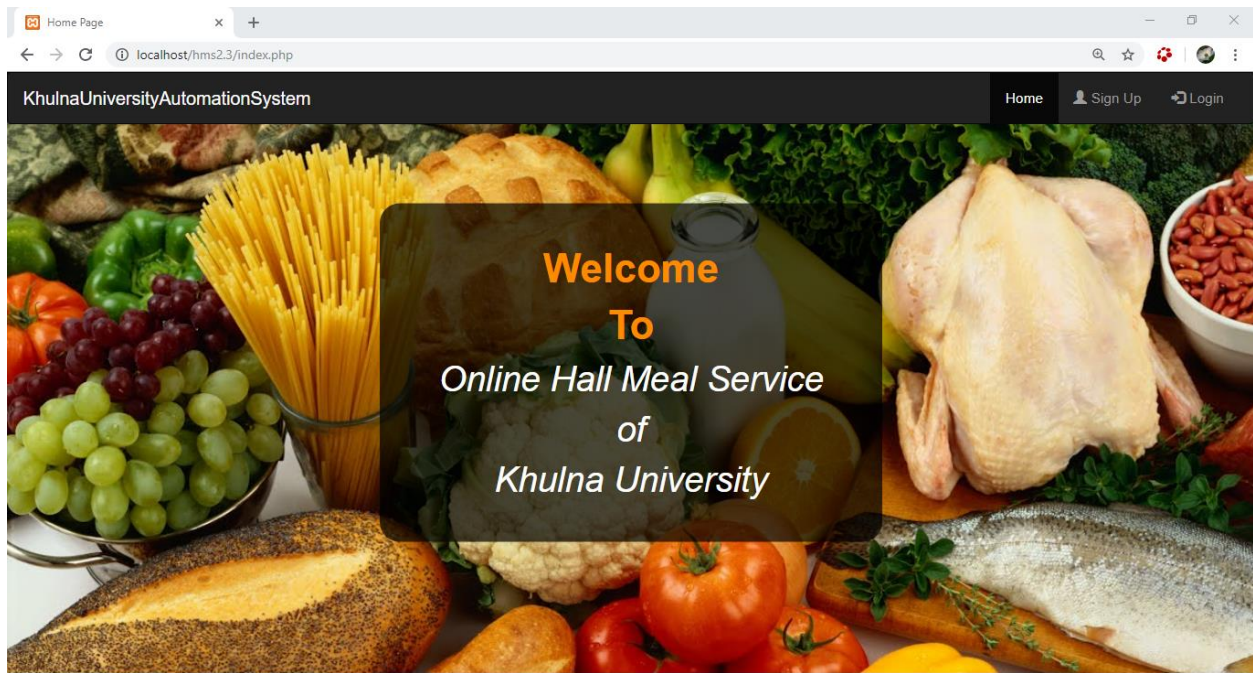 Home Page
localhost/hms2.3/index.php
KhulnaUniversityAutomationSystem Home Sign Up Login
Welcome
To
Online Hall Meal Service
of
Khulna University